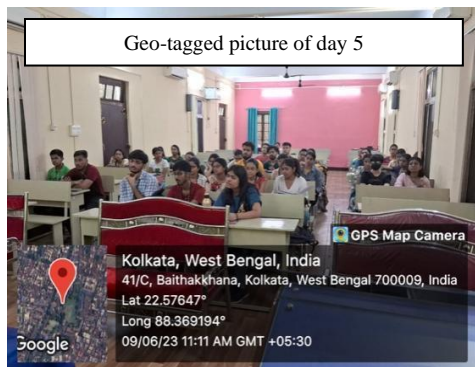 Geo-tagged picture of day 5
GPS Map Camera
Kolkata, West Bengal, India
41/C, Baithakkhana, Kolkata, West Bengal 700009, India
Lat 22.57647°
Long 88.369194°
09/06/23 11:11 AM GMT +05:30
Google